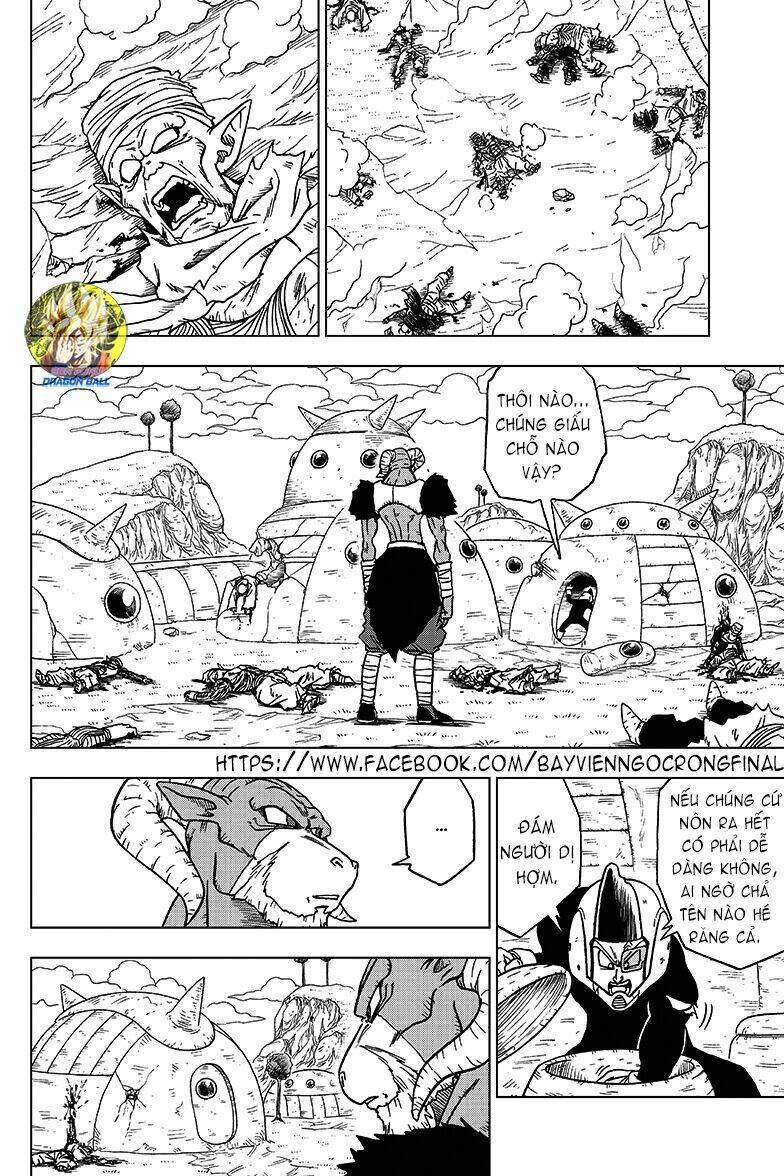 DRAGON BALL
THÔI NÀO...
CHÚNG GIẤU
CHỖ NÀO
VẬY?
HTTPS://WWW.FACEBOOK.COM/BAYVIENNGOCRONGFINAL
...
ĐÁM
NGƯỜI DỊ
HỢM.
NẾU CHÚNG CỨ
NÔN RA HẾT
CÓ PHẢI DỄ
DÀNG KHÔNG,
AI NGỜ CHẢ
TÊN NÀO HÉ
RĂNG CẢ.